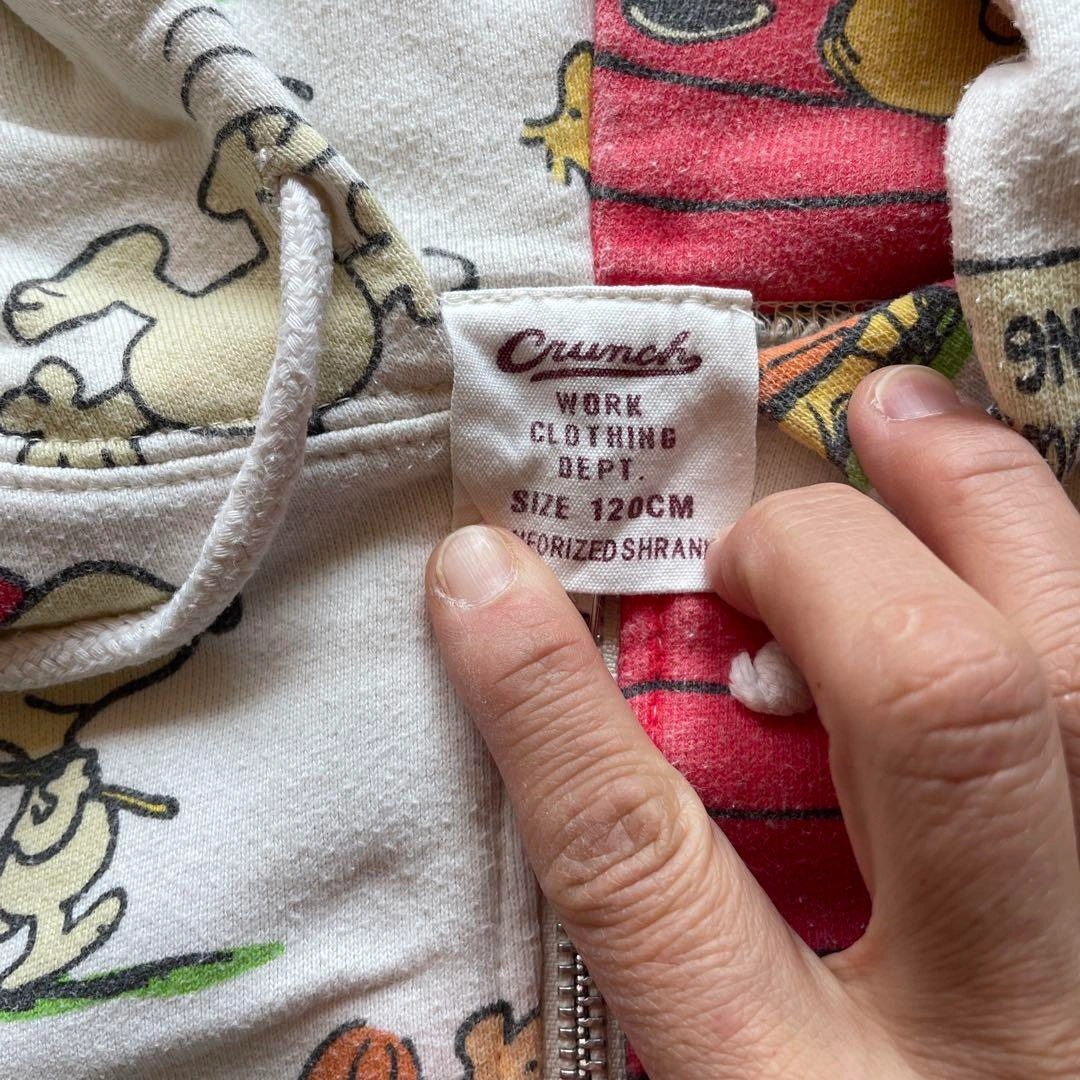 Crunch
WORK
CLOTHING
DEPT.
SIZE 120CM